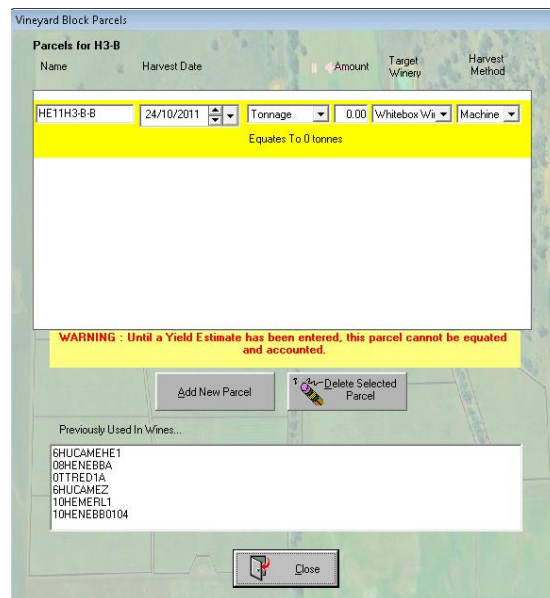 Vineyard Block Parcels
Parcels for H3-B
Name Harvest Date Amount Target Winery Harvest Method
HE11H3-B-B 24/10/2011 Tonnage 0.00 Whitebox Wi Machine
Equates To 0 tonnes
WARNING : Until a Yield Estimate has been entered, this parcel cannot be equated
and accounted.
Add New Parcel
Delete Selected
Parcel
Previously Used In Wines...
6HUCAMEHE1
08HENEBBA
0TTRED1A
6HUCAMEZ
10HEMERL1
10HENEBB0104
Close